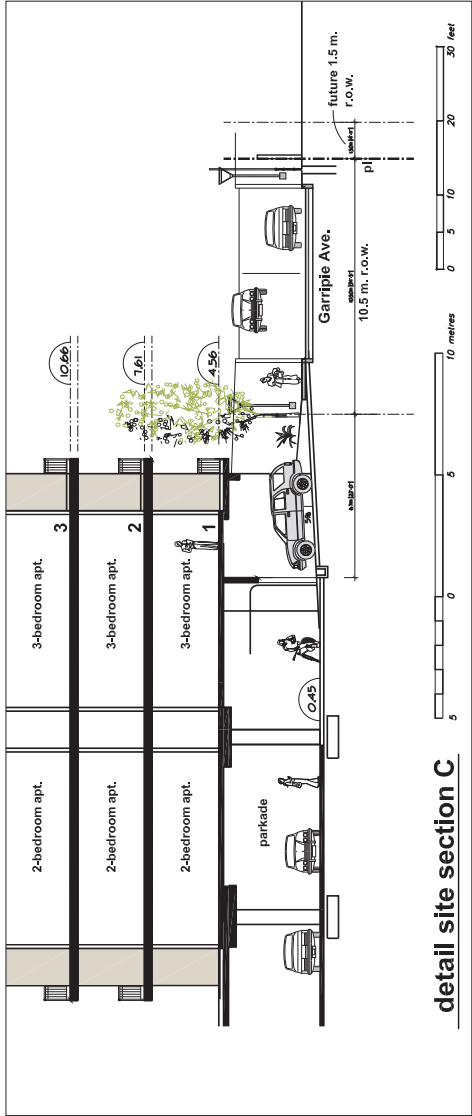 10.66
7.61
4.56
3
2
1
2-bedroom apt.
3-bedroom apt.
2-bedroom apt.
3-bedroom apt.
2-bedroom apt.
3-bedroom apt.
parkade
0.45
5%
Garripie Ave.
10.5 m. r.o.w.
pl
future 1.5 m.
r.o.w.
detail site section C
5
0
5
10 metres
0
5
10
20
30 feet